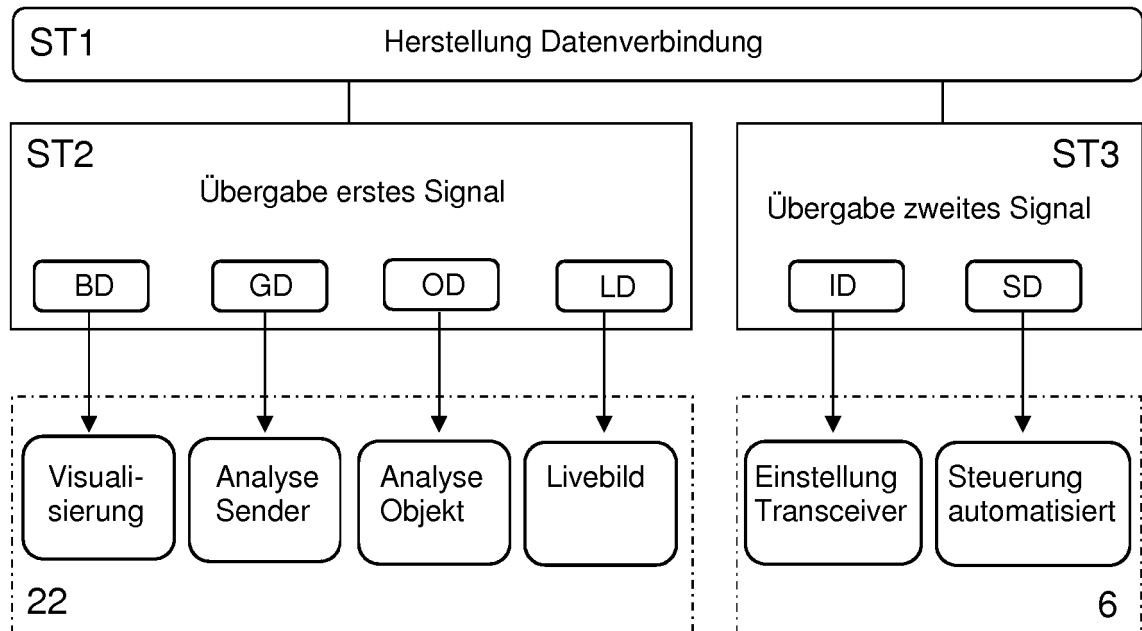 ST1
Herstellung Datenverbindung
ST2
Übergabe erstes Signal
BD
GD
OD
LD
ST3
Übergabe zweites Signal
ID
SD
Visuali-
sierung
Analyse
Sender
Analyse
Objekt
Livebild
22
Einstellung
Transceiver
Steuerung
automatisiert
6